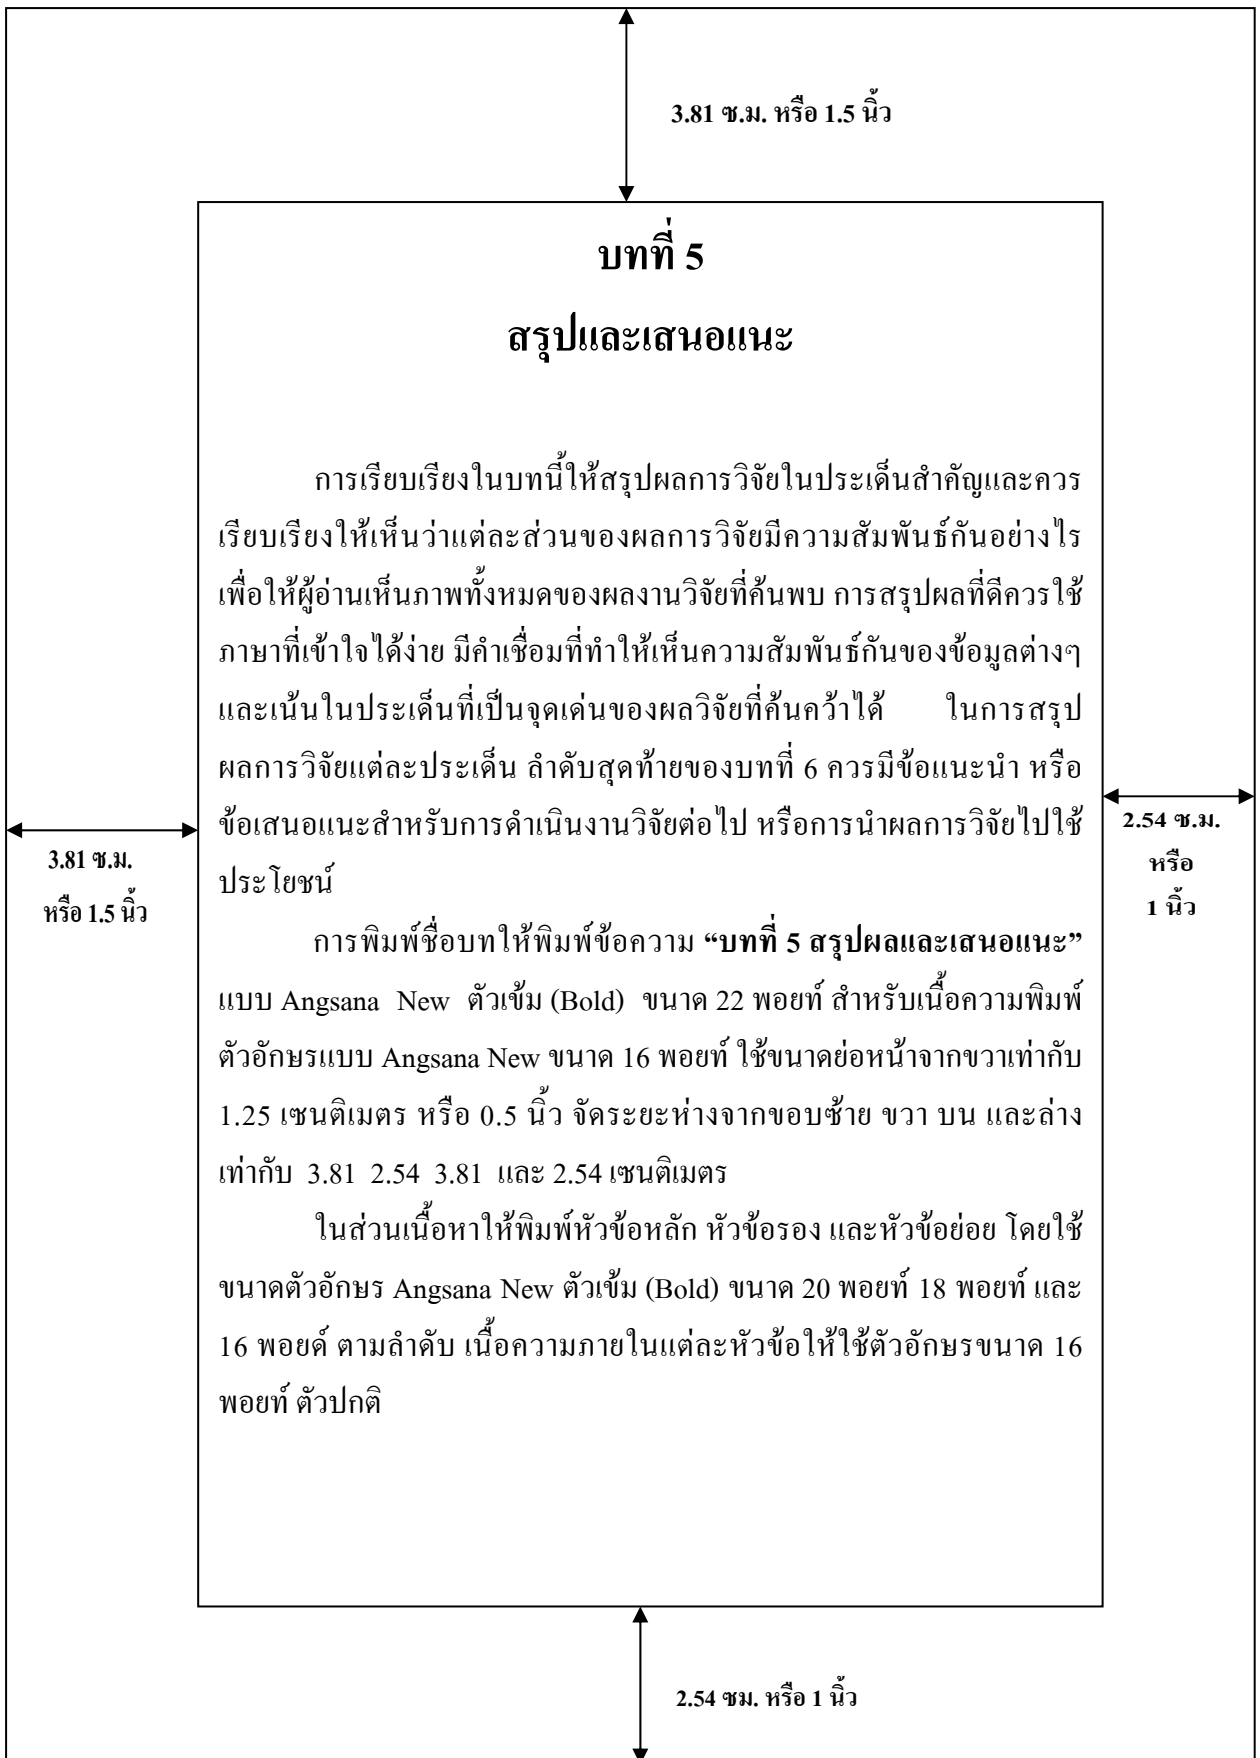 3.81 ซ.ม. หรือ 1.5 นิ้ว
บทที่ 5
สรุปและเสนอแนะ
การเรียบเรียงในบทนี้ให้สรุปผลการวิจัยในประเด็นสำคัญและควร
เรียบเรียงให้เห็นว่าแต่ละส่วนของผลการวิจัยมีความสัมพันธ์กันอย่างไร
เพื่อให้ผู้อ่านเห็นภาพทั้งหมดของผลงานวิจัยที่ค้นพบ การสรุปผลที่ดีควรใช้
ภาษาที่เข้าใจได้ง่าย มีคำเชื่อมที่ทำให้เห็นความสัมพันธ์กันของข้อมูลต่างๆ
และเน้นในประเด็นที่เป็นจุดเด่นของผลวิจัยที่ค้นคว้าได้ ในการสรุป
ผลการวิจัยแต่ละประเด็น ลำดับสุดท้ายของบทที่ 6 ควรมีข้อแนะนำ หรือ
ข้อเสนอแนะสำหรับการดำเนินงานวิจัยต่อไป หรือการนำผลการวิจัยไปใช้
ประโยชน์
การพิมพ์ชื่อบทให้พิมพ์ข้อความ “บทที่ 5 สรุปผลและเสนอแนะ”
แบบ Angsana New ตัวเข้ม (Bold) ขนาด 22 พอยท์ สำหรับเนื้อความพิมพ์
ตัวอักษรแบบ Angsana New ขนาด 16 พอยท์ ใช้ขนาดย่อหน้าจากขวาเท่ากับ
1.25 เซนติเมตร หรือ 0.5 นิ้ว จัดระยะห่างจากขอบซ้าย ขวา บน และล่าง
เท่ากับ 3.81 2.54 3.81 และ 2.54 เซนติเมตร
ในส่วนเนื้อหาให้พิมพ์หัวข้อหลัก หัวข้อรอง และหัวข้อย่อย โดยใช้
ขนาดตัวอักษร Angsana New ตัวเข้ม (Bold) ขนาด 20 พอยท์ 18 พอยท์ และ
16 พอยด์ ตามลำดับ เนื้อความภายในแต่ละหัวข้อให้ใช้ตัวอักษรขนาด 16
พอยท์ ตัวปกติ
3.81 ซ.ม.
หรือ 1.5 นิ้ว
2.54 ซ.ม.
หรือ
1 นิ้ว
2.54 ซม. หรือ 1 นิ้ว